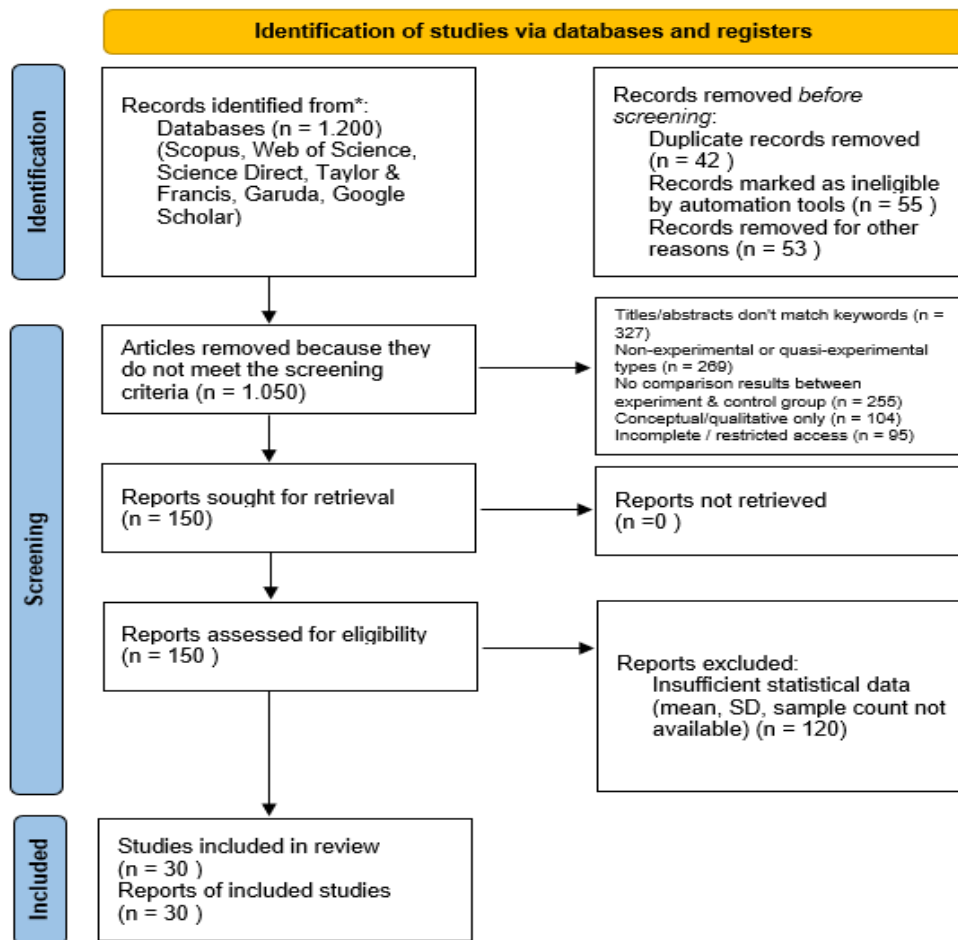 Identification of studies via databases and registers
Identification
Records identified from*:
Databases (n = 1.200)
(Scopus, Web of Science,
Science Direct, Taylor &
Francis, Garuda, Google
Scholar)
Records removed before
screening:
Duplicate records removed
(n = 42 )
Records marked as ineligible
by automation tools (n = 55 )
Records removed for other
reasons (n = 53 )
Screening
Articles removed because they
do not meet the screening
criteria (n = 1.050)
Titles/abstracts don't match keywords (n =
327)
Non-experimental or quasi-experimental
types (n = 269)
No comparison results between
experiment & control group (n = 255)
Conceptual/qualitative only (n = 104)
Incomplete / restricted access (n = 95)
Reports sought for retrieval
(n = 150)
Reports not retrieved
(n =0 )
Reports assessed for eligibility
(n = 150 )
Reports excluded:
Insufficient statistical data
(mean, SD, sample count not
available) (n = 120)
Included
Studies included in review
(n = 30 )
Reports of included studies
(n = 30 )